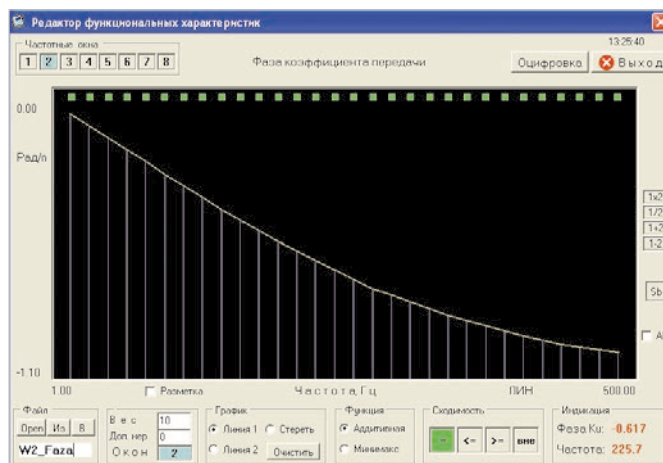 Редактор функциональных характеристик
13:25:40
Частотные окна
1 2 3 4 5 6 7 8
Фаза коэффициента передачи
Оцифровка
Выход
0.00
Рад/п
1x2
1/2
1+2
1-2
Sb
-1.10
1.00
Разметка
Частота, Гц
ЛИН
500.00
Файл
Open Из В
W2_Faza
Вес 10
Доп. нер 0
Окон 2
График
Линия 1 Стереть
Линия 2 Очистить
Функция
Аддитивная
Минимакс
Сходимость
= <= >= вне
Индикация
Фаза Ku: -0.617
Частота: 225.7